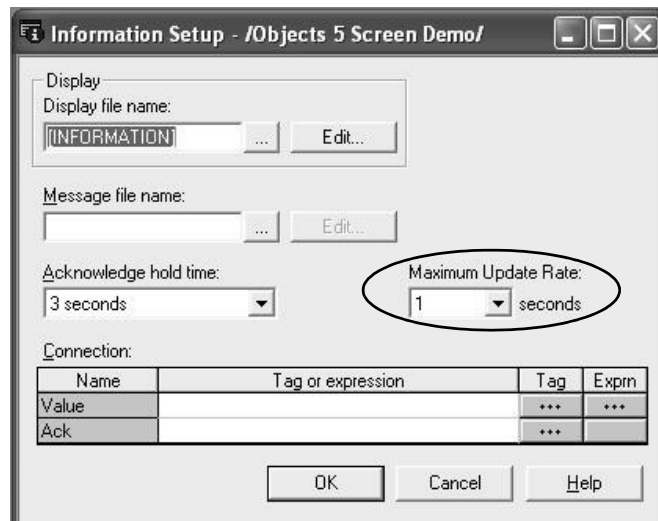 Information Setup - /Objects 5 Screen Demo/
Display
Display file name:
[INFORMATION] ... Edit...
Message file name:
... Edit...
Acknowledge hold time: Maximum Update Rate:
3 seconds 1 seconds
Connection:
Name Tag or expression Tag Exprn
Value ... ...
Ack ...
OK Cancel Help